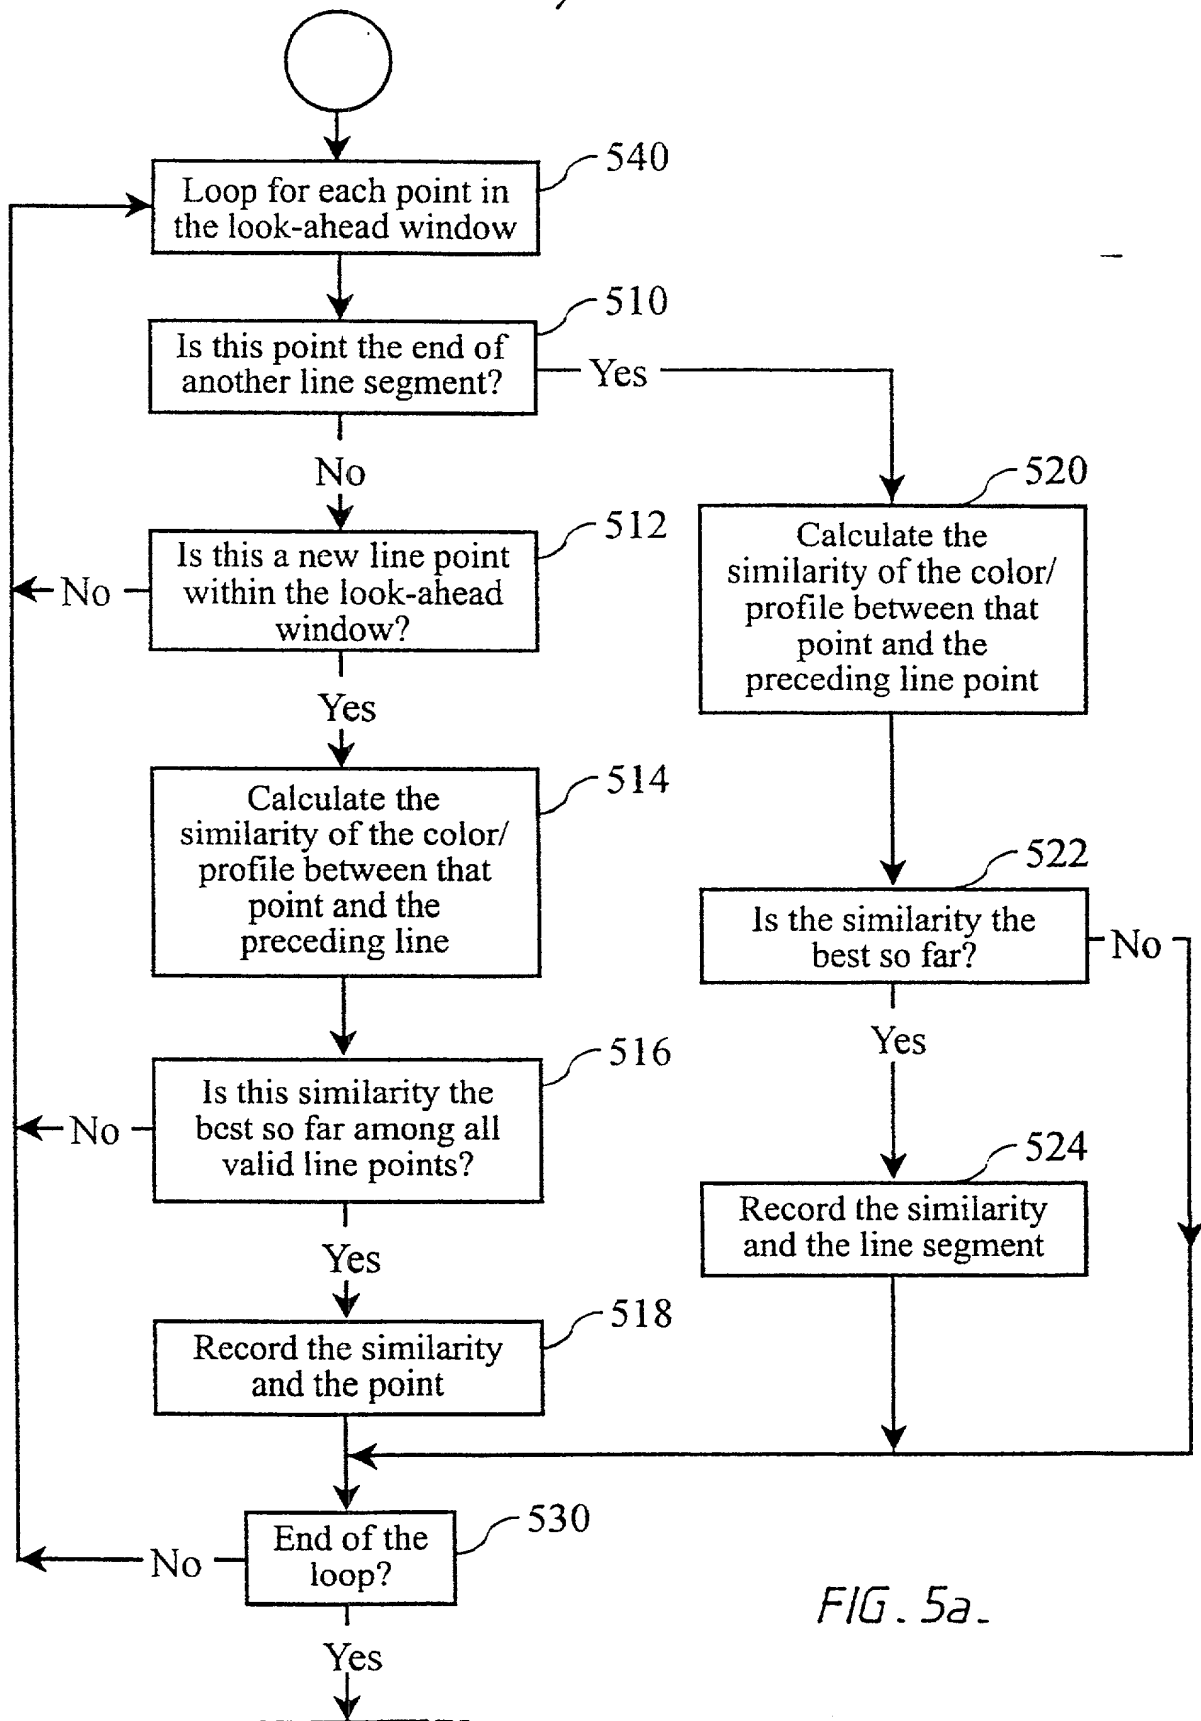 540
Loop for each point in
the look-ahead window
510
Is this point the end of
another line segment?
Yes
No
520
512
Is this a new line point
within the look-ahead
window?
No
Calculate the
similarity of the color/
profile between that
point and the
preceding line point
Yes
514
Calculate the
similarity of the color/
profile between that
point and the
preceding line
522
Is the similarity the
best so far?
No
Yes
516
Is this similarity the
best so far among all
valid line points?
No
524
Record the similarity
and the line segment
Yes
518
Record the similarity
and the point
530
End of the
loop?
No
Yes
FIG. 5a.